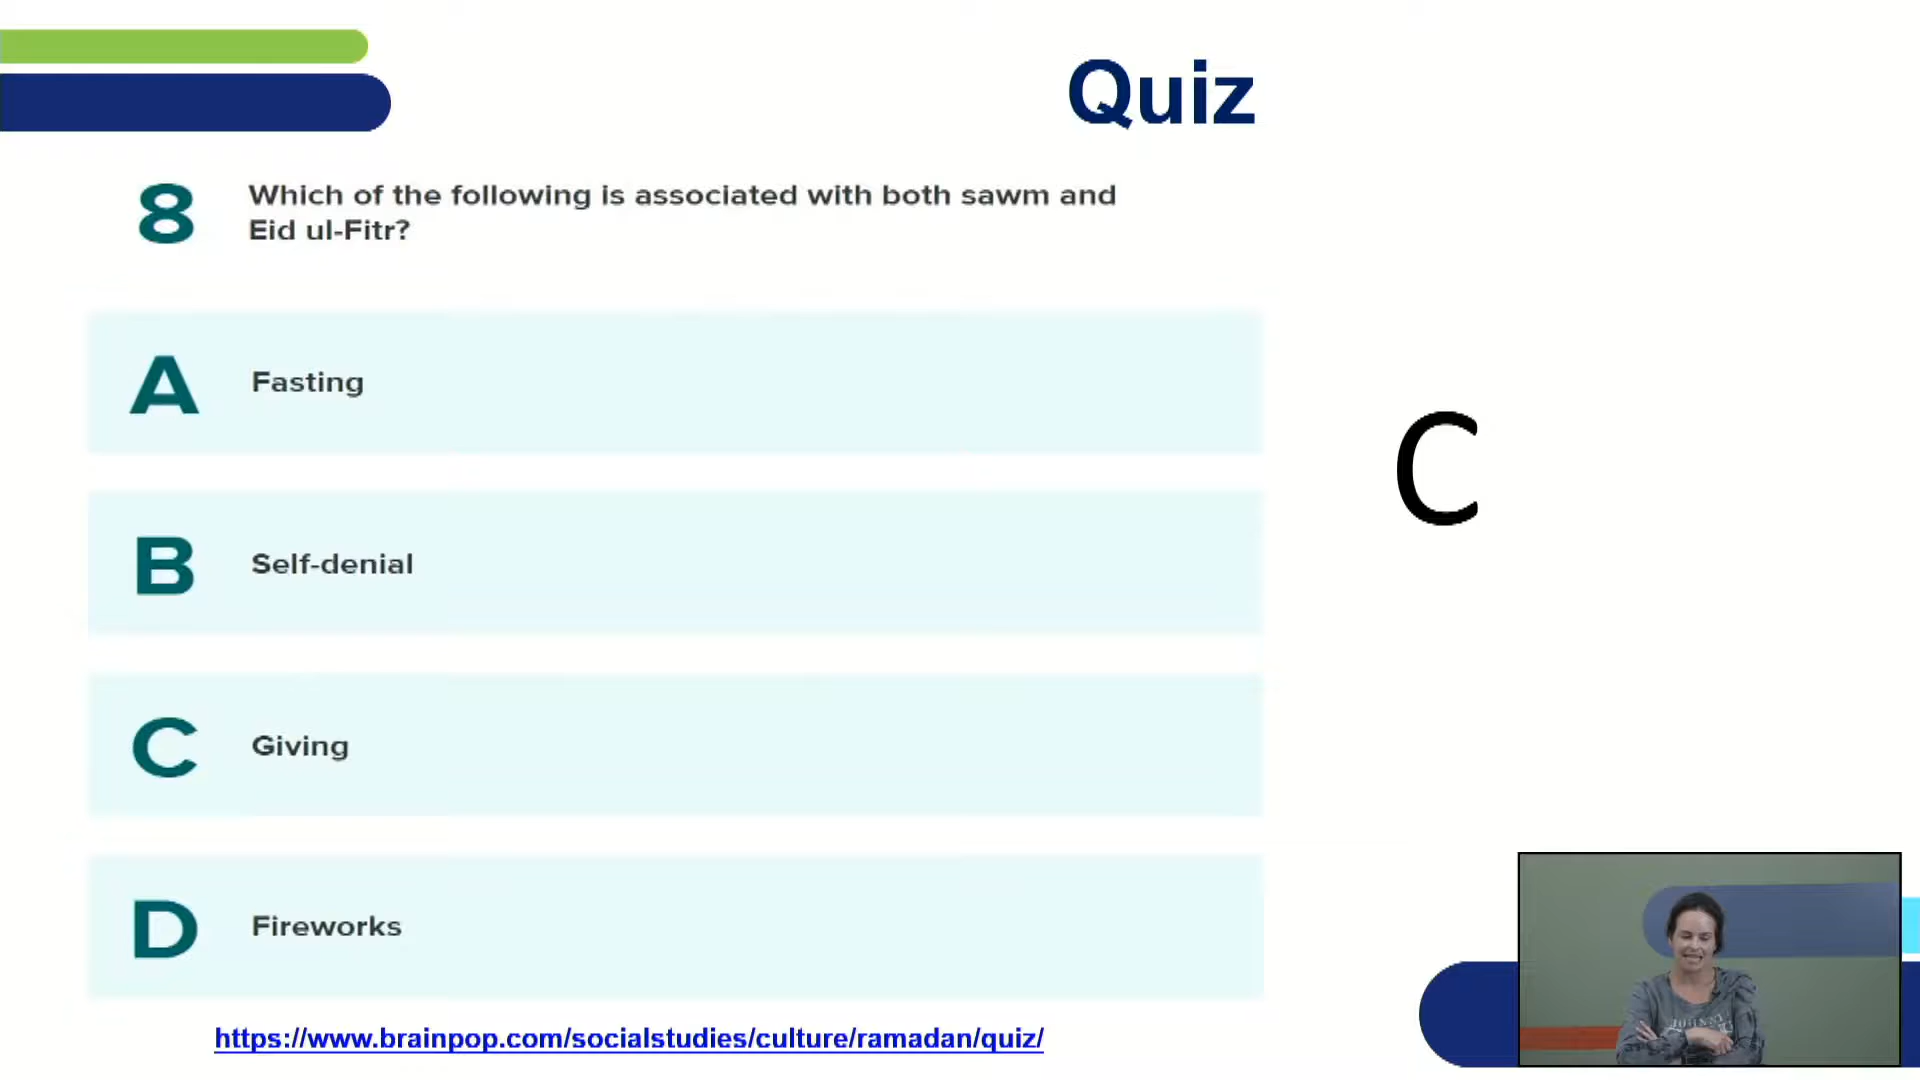 Quiz
8
Which of the following is associated with both sawm and
Eid ul-Fitr?
A
Fasting
B
Self-denial
C
Giving
D
Fireworks
C
https://www.brainpop.com/socialstudies/culture/ramadan/quiz/